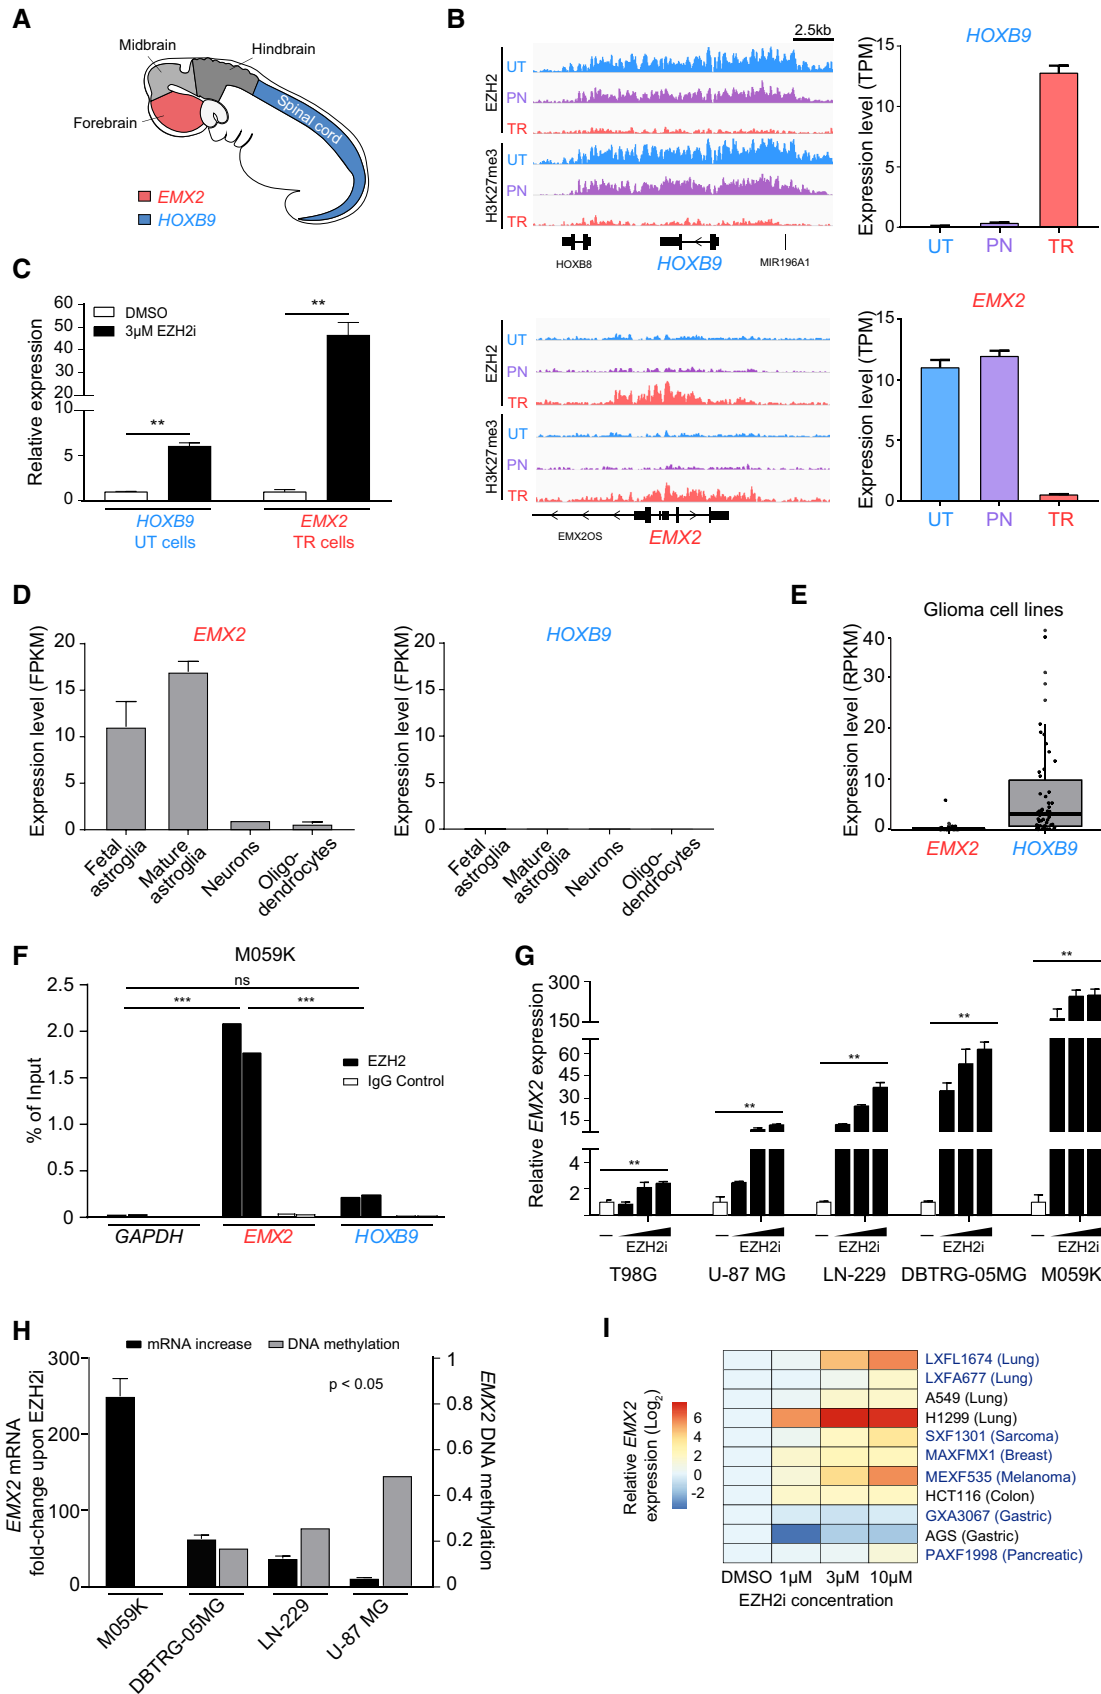 A
Midbrain
Hindbrain
Forebrain
Spinal cord
EMX2
HOXB9
B
2.5kb
EZH2
UT
PN
TR
H3K27me3
UT
PN
TR
HOXB8
HOXB9
MIR196A1
HOXB9
Expression level (TPM)
15
10
5
0
UT
PN
TR
EZH2
UT
PN
TR
H3K27me3
UT
PN
TR
EMX2OS
EMX2
EMX2
Expression level (TPM)
15
10
5
0
UT
PN
TR
C
Relative expression
60
50
40
30
20
10
5
0
DMSO
3µM EZH2i
**
**
HOXB9
UT cells
EMX2
TR cells
D
EMX2
Expression level (FPKM)
20
15
10
5
0
Fetal astroglia
Mature astroglia
Neurons
Oligo-dendrocytes
HOXB9
Expression level (FPKM)
20
15
10
5
0
Fetal astroglia
Mature astroglia
Neurons
Oligo-dendrocytes
E
Glioma cell lines
Expression level (RPKM)
40
30
20
10
0
EMX2
HOXB9
F
M059K
% of Input
2.5
2.0
1.5
1.0
0.5
0
ns
***
***
EZH2
IgG Control
GAPDH
EMX2
HOXB9
G
Relative EMX2 expression
300
150
60
45
30
15
4
2
**
**
**
**
**
EZH2i
EZH2i
EZH2i
EZH2i
EZH2i
T98G
U-87 MG
LN-229
DBTRG-05MG
M059K
H
mRNA increase
DNA methylation
EMX2 mRNA
fold-change upon EZH2i
300
200
100
0
p < 0.05
1
0.8
0.6
0.4
0.2
0
EMX2 DNA methylation
M059K
DBTRG-05MG
LN-229
U-87 MG
I
Relative EMX2
expression (Log2)
6
4
2
0
-2
LXFL1674 (Lung)
LXFA677 (Lung)
A549 (Lung)
H1299 (Lung)
SXF1301 (Sarcoma)
MAXFMX1 (Breast)
MEXF535 (Melanoma)
HCT116 (Colon)
GXA3067 (Gastric)
AGS (Gastric)
PAXF1998 (Pancreatic)
DMSO 1µM 3µM 10µM
EZH2i concentration